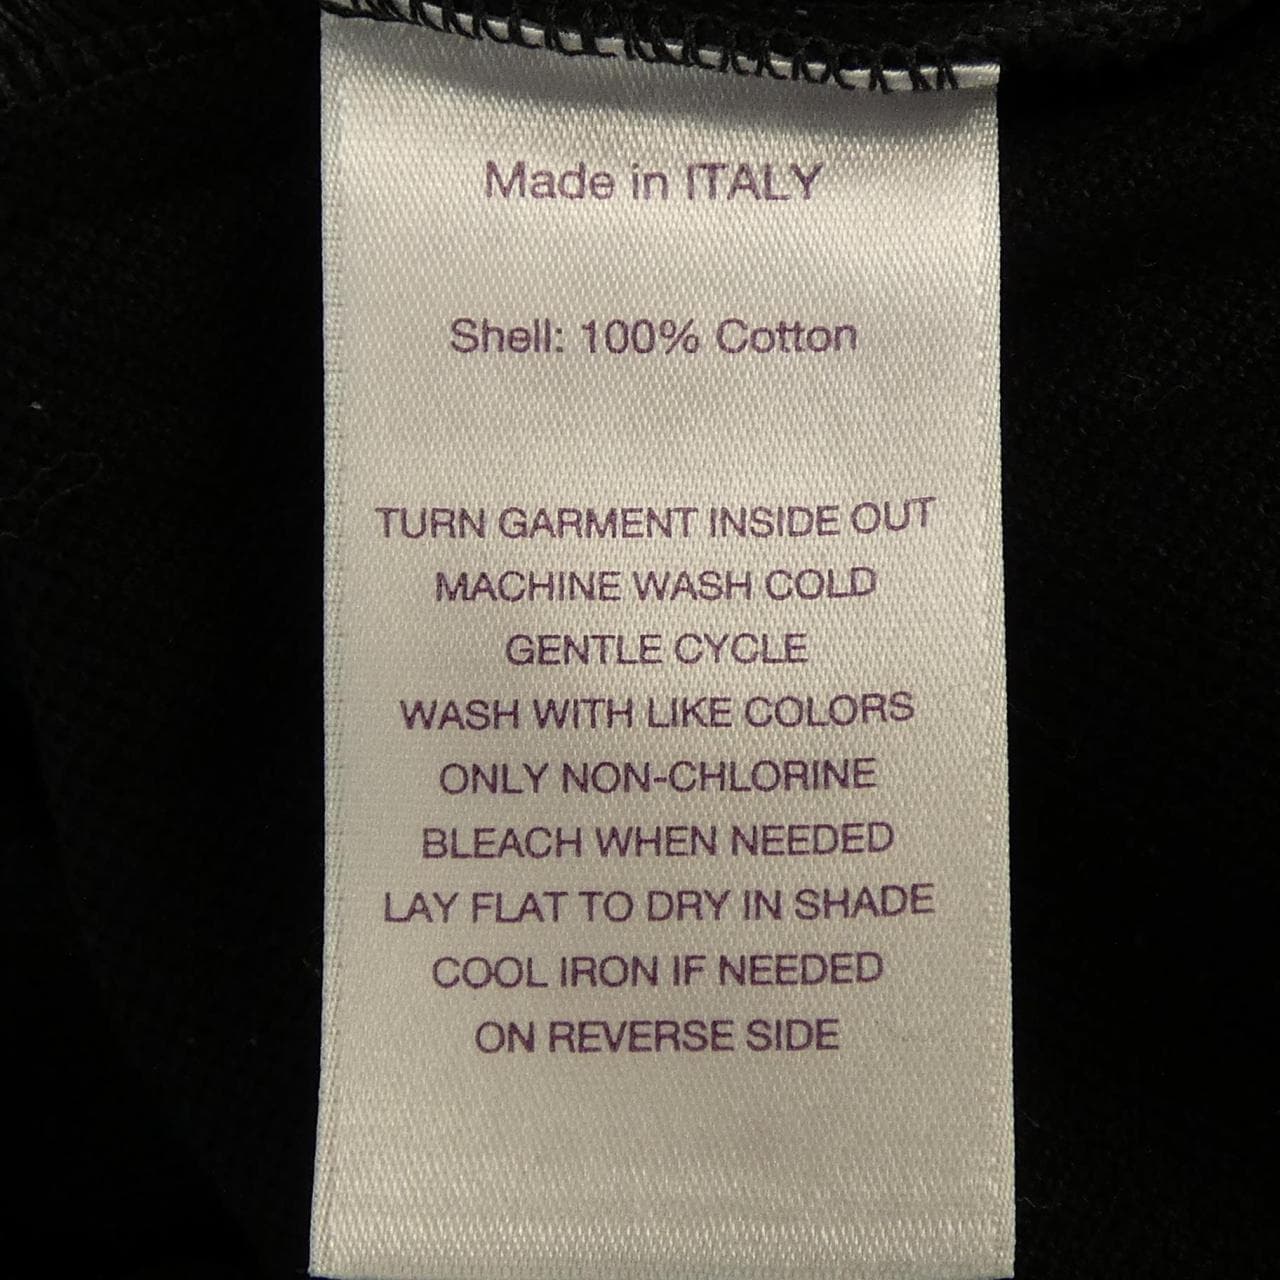 Made in ITALY
Shell: 100% Cotton
TURN GARMENT INSIDE OUT
MACHINE WASH COLD
GENTLE CYCLE
WASH WITH LIKE COLORS
ONLY NON-CHLORINE
BLEACH WHEN NEEDED
LAY FLAT TO DRY IN SHADE
COOL IRON IF NEEDED
ON REVERSE SIDE